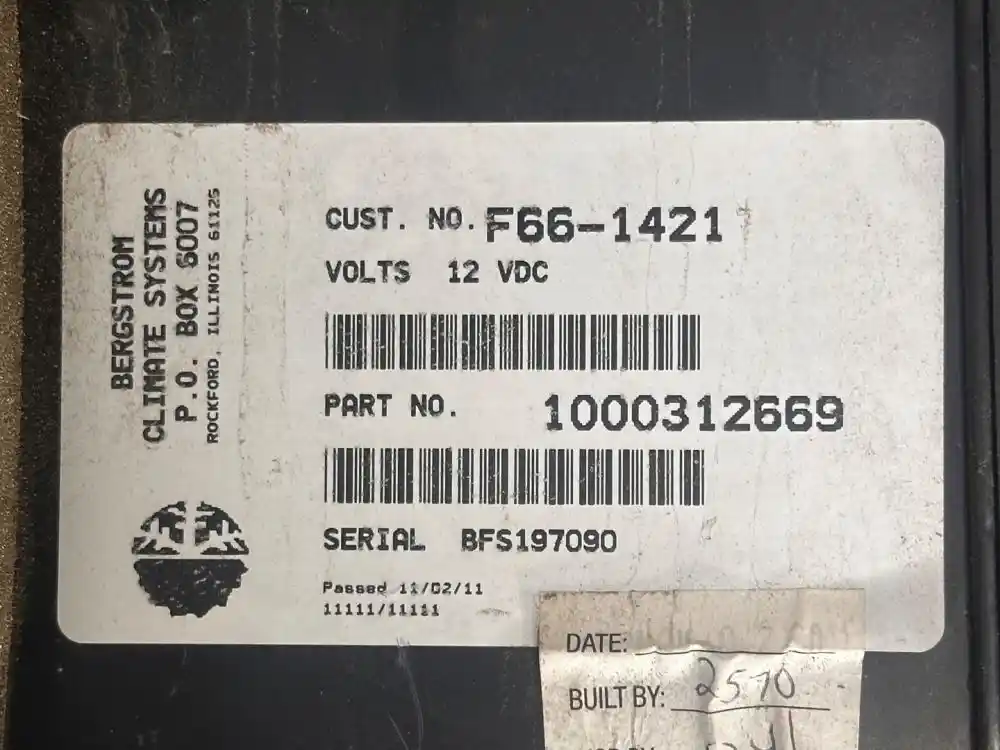 BERGSTROM
CLIMATE SYSTEMS
P.O. BOX 6007
ROCKFORD, ILLINOIS 61125
CUST. NO. F66-1421
VOLTS 12 VDC
PART NO. 1000312669
SERIAL BFS197090
Passed 11/02/11
11111/11111
DATE:
BUILT BY: 2570